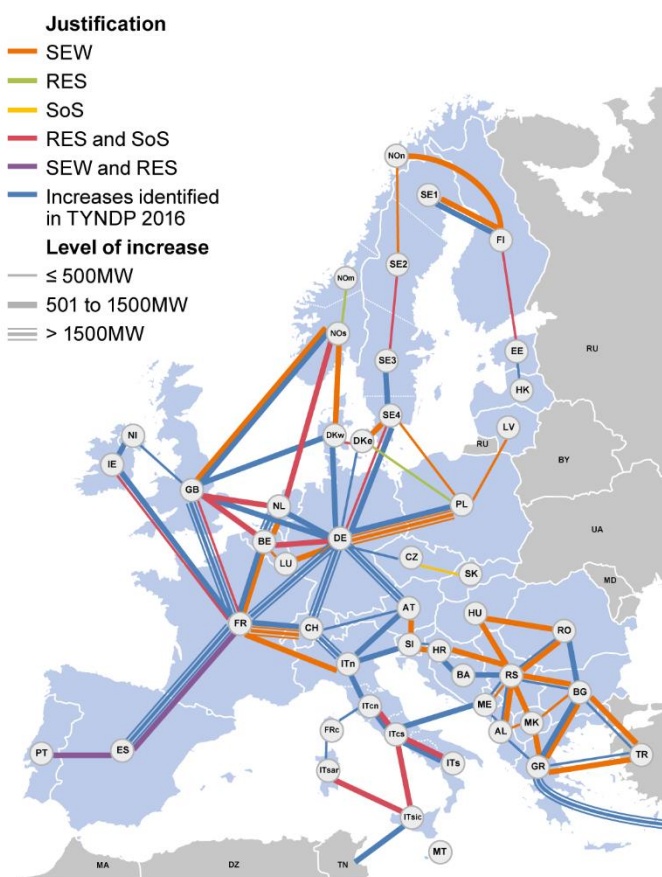 Justification
SEW
RES
SoS
RES and SoS
SEW and RES
Increases identified
in TYNDP 2016
Level of increase
≤ 500MW
501 to 1500MW
> 1500MW
NOn
SE1
FI
SE2
NOm
NOs
RU
EE
SE3
HK
SE4
LV
NI
DKw
DKe
RU
BY
IE
GB
NL
PL
BE
DE
UA
LU
CZ
SK
MD
AT
HU
FR
CH
RO
SI
HR
ITn
BA
RS
BG
ITcn
ME
PT
ES
FRc
ITcs
AL
MK
TR
ITsar
ITs
GR
ITsic
MT
MA
DZ
TN